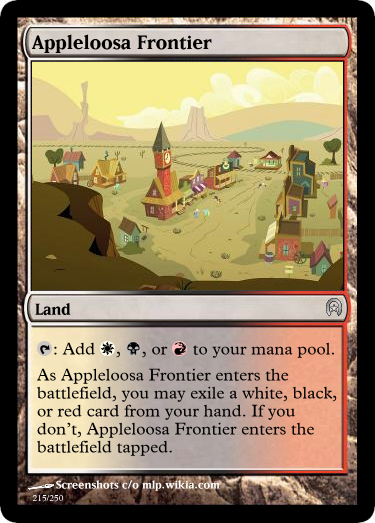 Appleloosa Frontier
Land
: Add , , or to your mana pool.
As Appleloosa Frontier enters the
battlefield, you may exile a white, black,
or red card from your hand. If you
don't, Appleloosa Frontier enters the
battlefield tapped.
Screenshots c/o mlp.wikia.com
215/250